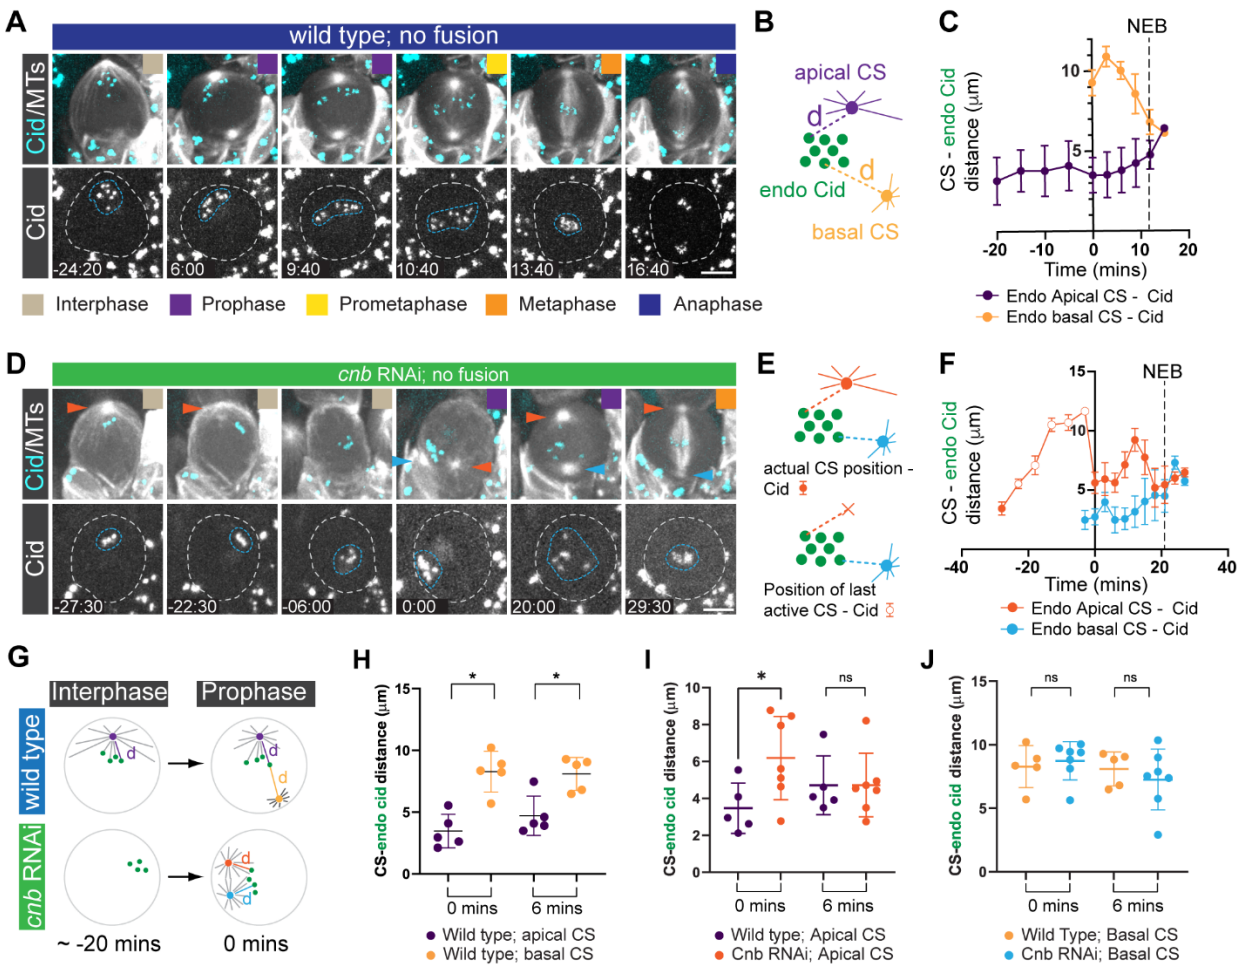 A
wild type; no fusion
Cid/MTs
Cid
-24:20
6:00
9:40
10:40
13:40
16:40
Interphase
Prophase
Prometaphase
Metaphase
Anaphase
B
apical CS
d
d
endo Cid
basal CS
C
NEB
CS - endo Cid
distance (μm)
10
5
-20
-10
0
10
20
Time (mins)
Endo Apical CS - Cid
Endo basal CS - Cid
D
cnb RNAi; no fusion
Cid/MTs
Cid
-27:30
-22:30
-06:00
0:00
20:00
29:30
E
actual CS position -
Cid
Position of last
active CS - Cid
F
NEB
CS - endo Cid
distance (μm)
15
10
5
-40
-20
0
20
40
Time (mins)
Endo Apical CS - Cid
Endo basal CS - Cid
G
Interphase
Prophase
wild type
d
d
d
cnb RNAi
d
d
~ -20 mins
0 mins
H
CS-endo cid distance (μm)
15
10
5
0
*
*
0 mins
6 mins
Wild type; apical CS
Wild type; basal CS
I
CS-endo cid distance (μm)
10
8
6
4
2
0
*
ns
0 mins
6 mins
Wild type; Apical CS
Cnb RNAi; Apical CS
J
CS-endo cid distance (μm)
15
10
5
0
ns
ns
0 mins
6 mins
Wild Type; Basal CS
Cnb RNAi; Basal CS